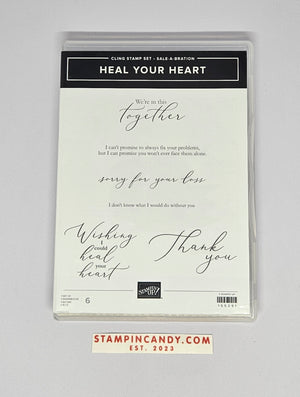 CLING STAMP SET • SALE-A-BRATION
HEAL YOUR HEART
We're in this
together
I can't promise to always fix your problems,
but I can promise you won't ever face them alone.
sorry for your loss
I don't know what I would do without you
Wishing
I
could
heal
your
heart
Thank
you
6
STAMPIN' UP!
STAMPINCANDY.COM
EST. 2023